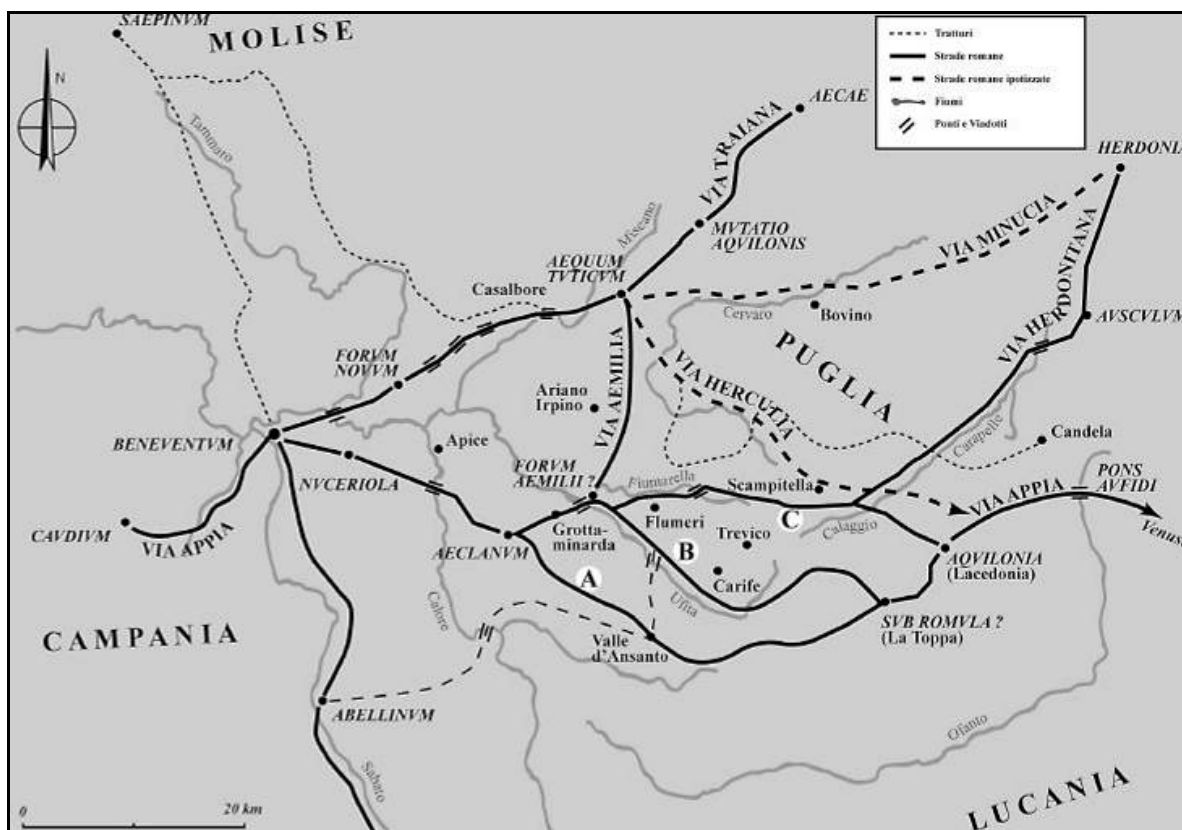 SAEPINVM
MOLISE
Tratturi
Strade romane
Strade romane ipotizzate
Fiumi
Ponti e Viadotti
N
Tammaro
AECAE
VIA TRAIANA
HERDONIA
Miscano
MVTATIO
AQVILONIS
VIA MINUCIA
AEQUUM
TVTICVM
Casalbore
Cervaro
Bovino
VIA HERDONITANA
AVSCVLVM
PUGLIA
FORVM
NOVVM
VIA AEMILIA
VIA HERCULIA
Ariano
Irpino
BENEVENTVM
Apice
Carapelle
Candela
NVCERIOLA
FORVM
AEMILII ?
Fiumarella
Scampitella
PONS
AVFIDI
VIA APPIA
Venusi
CAVDIVM
VIA APPIA
Grotta-
minarda
Flumeri
C
Calaggio
AECLANVM
B
Trevico
AQVILONIA
(Lacedonia)
A
Carife
Ufita
Calore
SVB ROMVLA ?
(La Toppa)
CAMPANIA
Valle
d'Ansanto
ABELLINVM
Ofanto
Sabato
LUCANIA
0
20 km